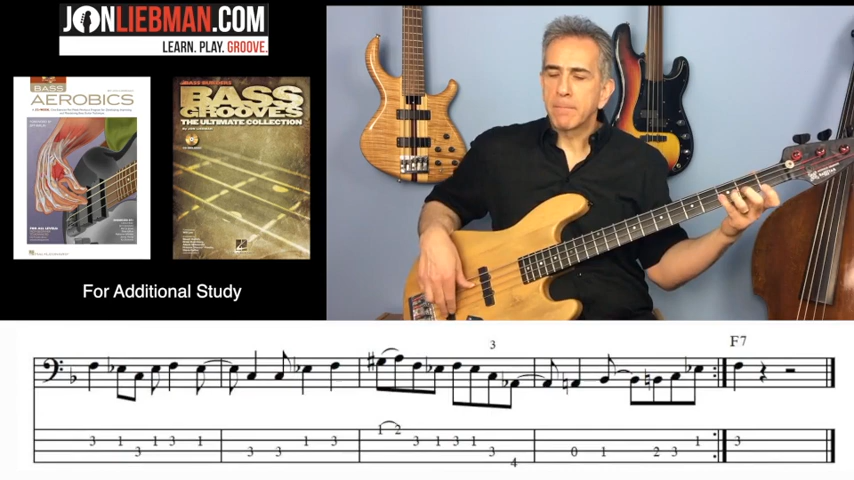 JONLIEBMAN.COM
LEARN. PLAY. GROOVE.
BASS
AEROBICS
BASS BUILDERS
BASS
GROOVES
THE ULTIMATE COLLECTION
For Additional Study
3
F7
3 1 3 1 3 1
3 3 1 3
1 2 3 1 3 1 3 4
0 1 2 3 1
3